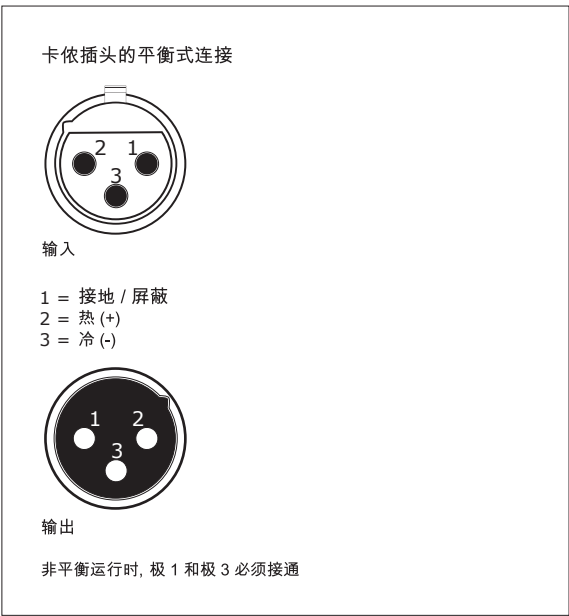 卡侬插头的平衡式连接
2 1
3
输入
1 = 接地 / 屏蔽
2 = 热 (+)
3 = 冷 (-)
1 2
3
输出
非平衡运行时, 极 1 和极 3 必须接通